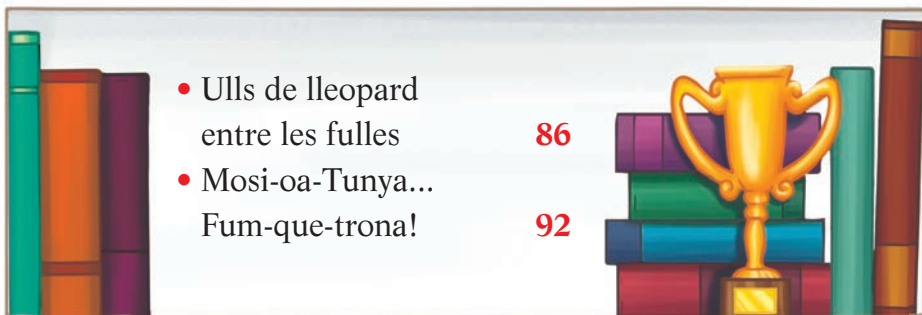 • Ulls de lleopard
entre les fulles 86
• Mosi-oa-Tunya...
Fum-que-trona! 92